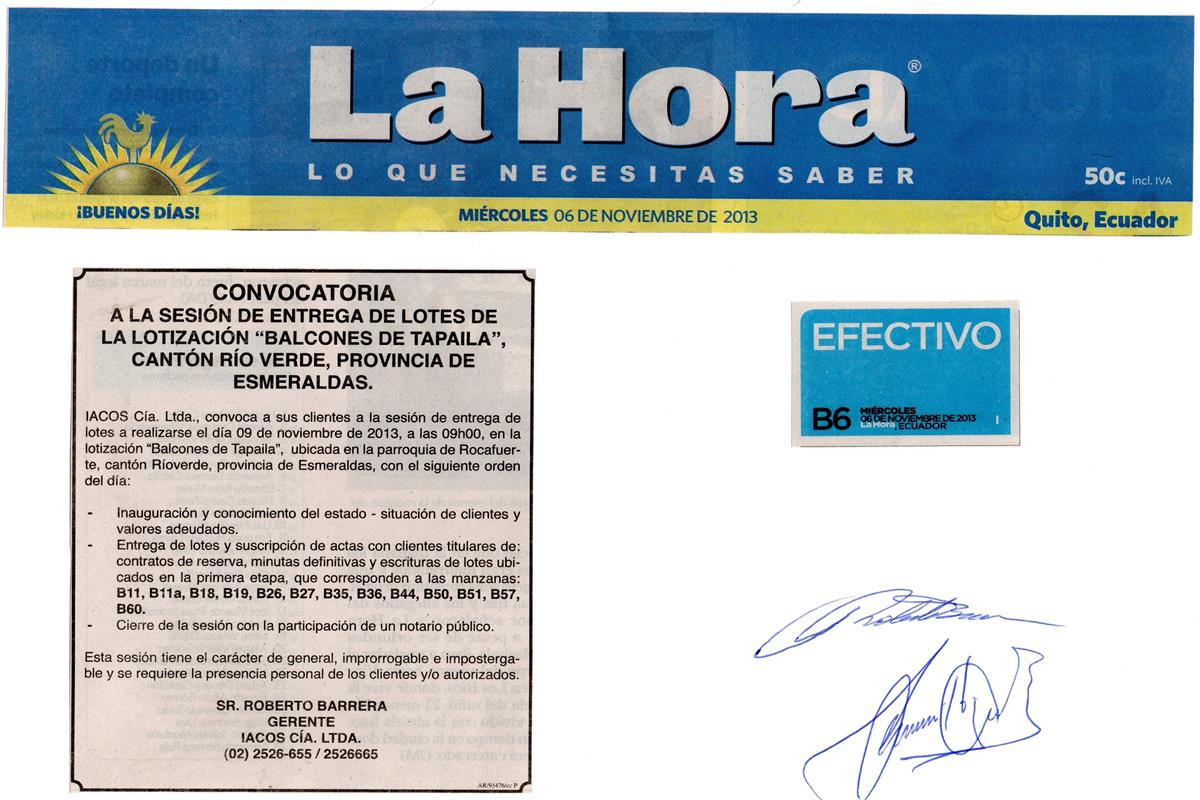 La Hora®
LO QUE NECESITAS SABER
50c incl. IVA
¡BUENOS DÍAS!
MIÉRCOLES 06 DE NOVIEMBRE DE 2013
Quito, Ecuador
CONVOCATORIA
A LA SESIÓN DE ENTREGA DE LOTES DE
LA LOTIZACIÓN “BALCONES DE TAPAILA”,
CANTÓN RÍO VERDE, PROVINCIA DE
ESMERALDAS.
IACOS Cía. Ltda., convoca a sus clientes a la sesión de entrega de
lotes a realizarse el día 09 de noviembre de 2013, a las 09h00, en la
lotización “Balcones de Tapaila”, ubicada en la parroquia de Rocafuer-
te, cantón Ríoverde, provincia de Esmeraldas, con el siguiente orden
del día:
- Inauguración y conocimiento del estado - situación de clientes y
valores adeudados.
- Entrega de lotes y suscripción de actas con clientes titulares de:
contratos de reserva, minutas definitivas y escrituras de lotes ubi-
cados en la primera etapa, que corresponden a las manzanas:
B11, B11a, B18, B19, B26, B27, B35, B36, B44, B50, B51, B57,
B60.
- Cierre de la sesión con la participación de un notario público.
Esta sesión tiene el carácter de general, improrrogable e imposterga-
ble y se requiere la presencia personal de los clientes y/o autorizados.
SR. ROBERTO BARRERA
GERENTE
IACOS CÍA. LTDA.
(02) 2526-655 / 2526665
AR/93476/cc P
EFECTIVO
B6
MIÉRCOLES
06 DE NOVIEMBRE DE 2013
La Hora, ECUADOR
I